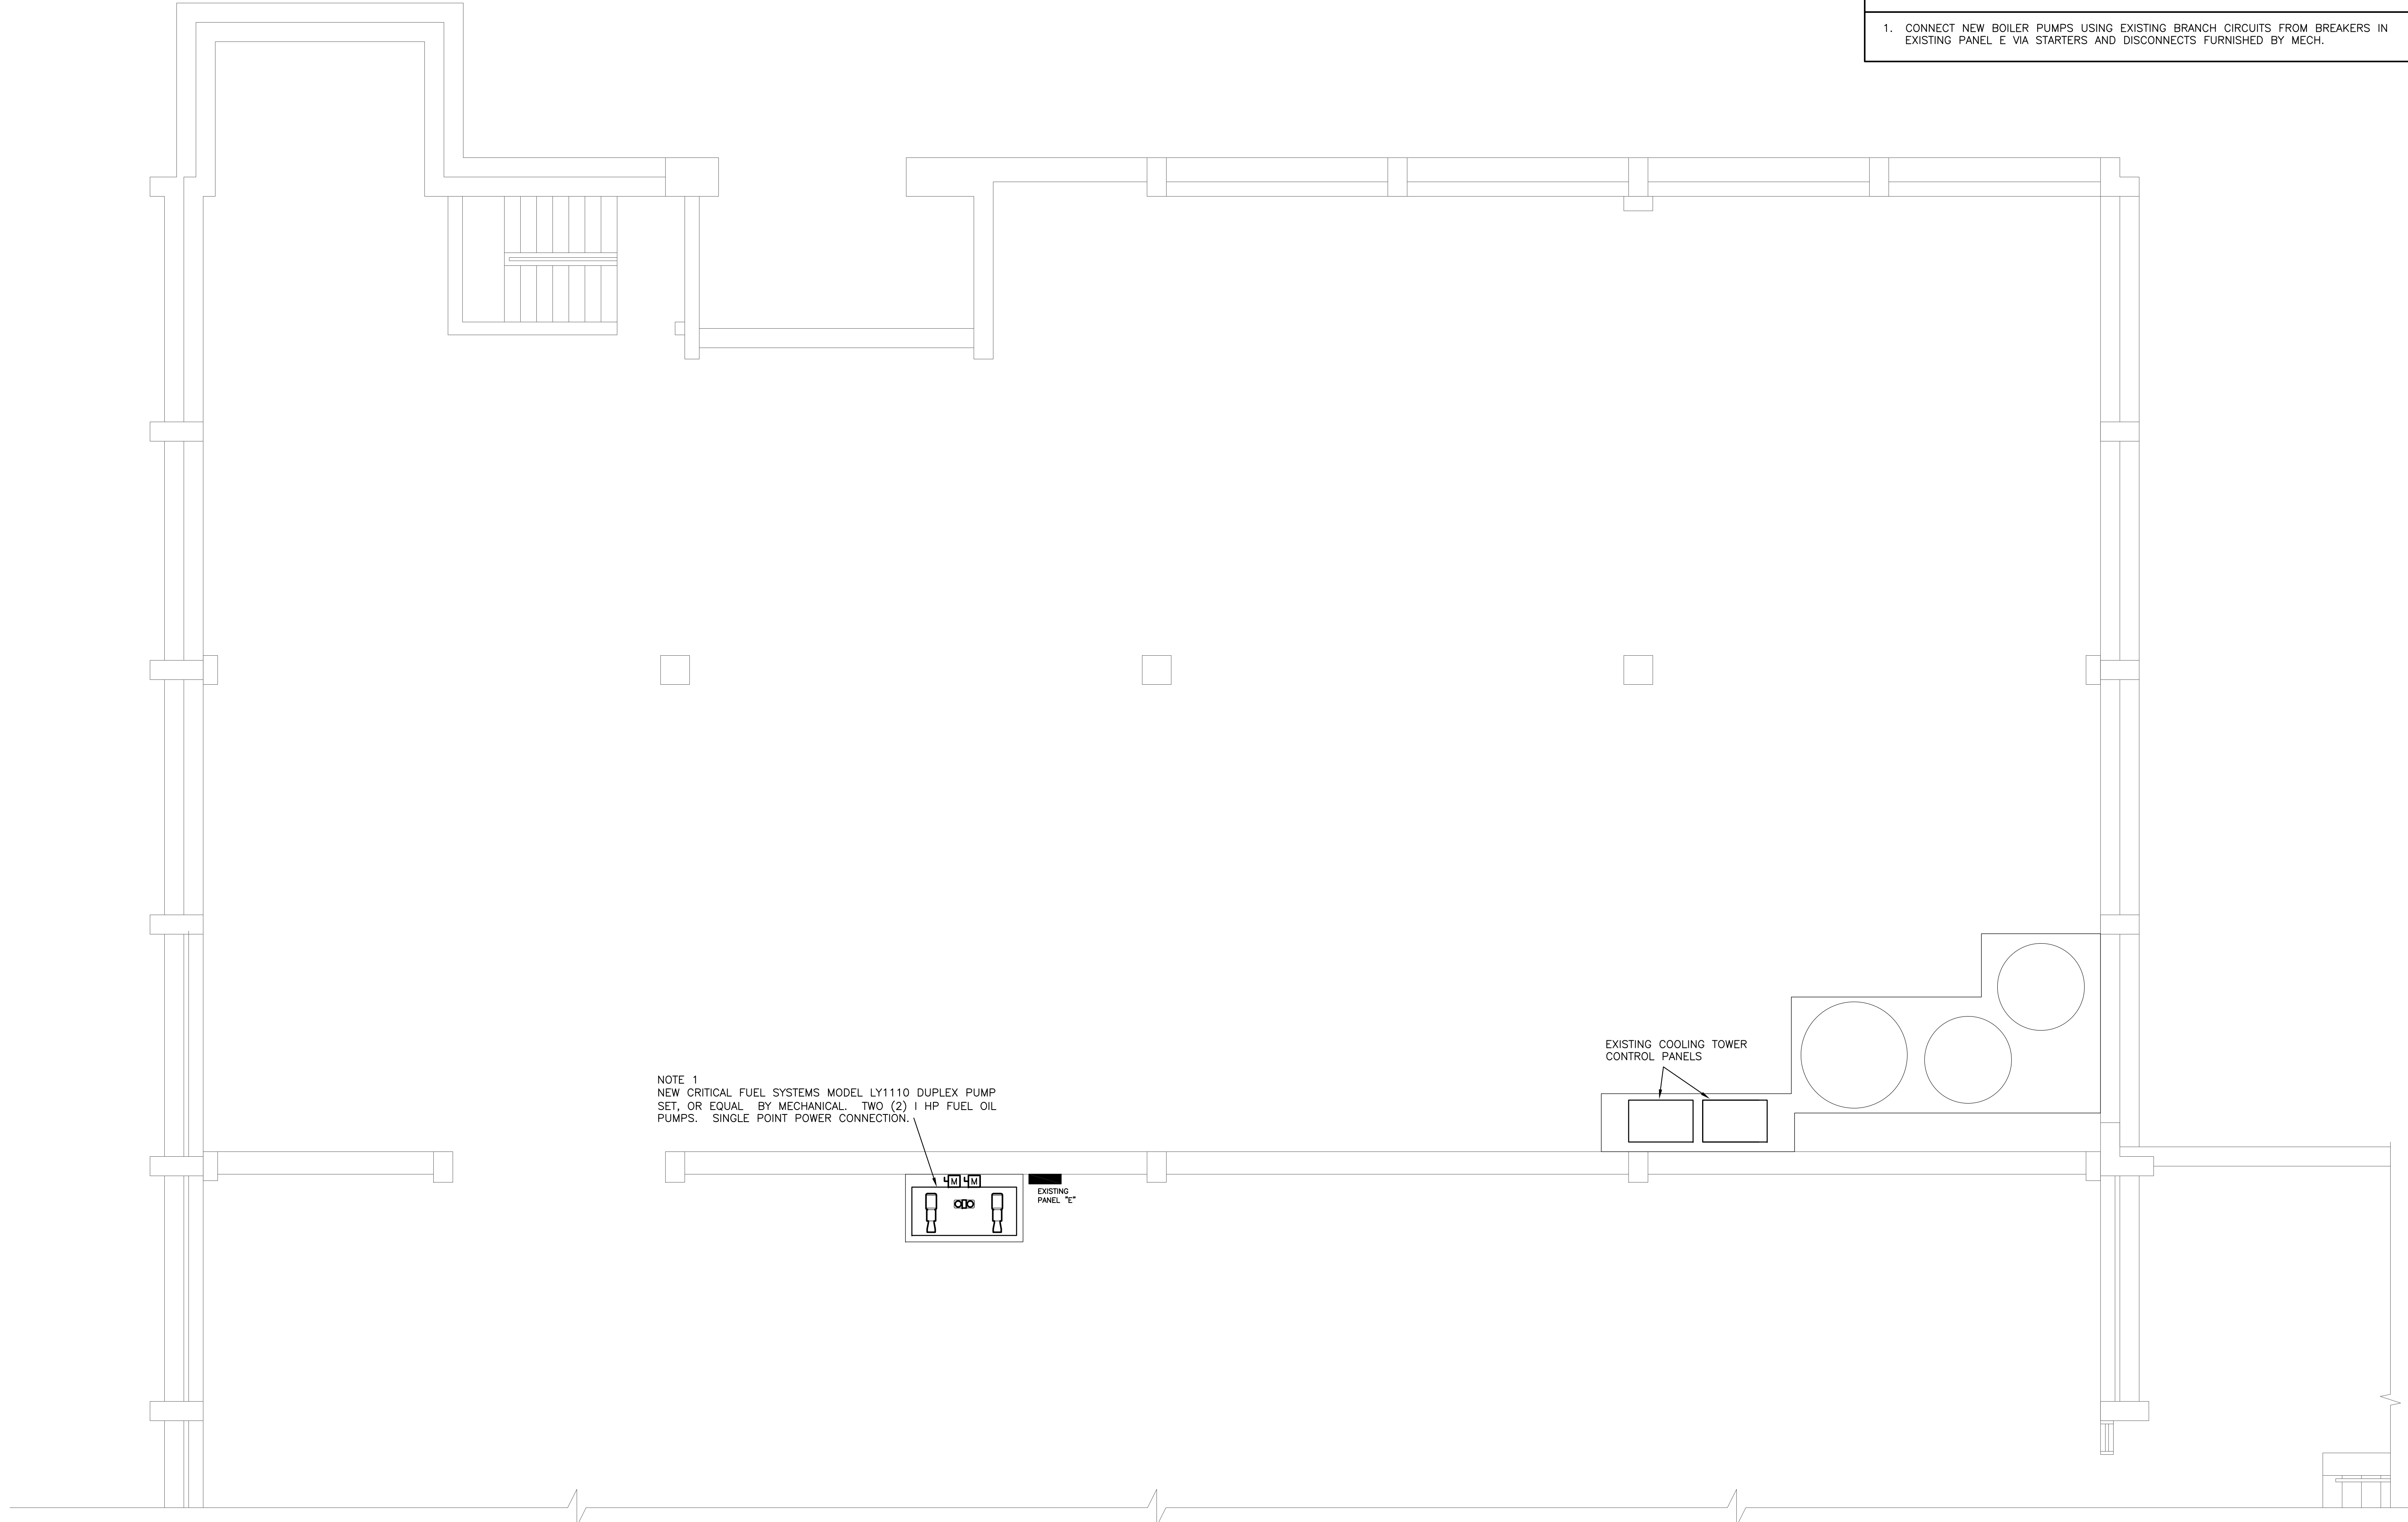 1. CONNECT NEW BOILER PUMPS USING EXISTING BRANCH CIRCUITS FROM BREAKERS IN
EXISTING PANEL E VIA STARTERS AND DISCONNECTS FURNISHED BY MECH.
EXISTING COOLING TOWER
CONTROL PANELS
NOTE 1
NEW CRITICAL FUEL SYSTEMS MODEL LY1110 DUPLEX PUMP
SET, OR EQUAL BY MECHANICAL. TWO (2) I HP FUEL OIL
PUMPS. SINGLE POINT POWER CONNECTION.
M M
EXISTING
PANEL "E"